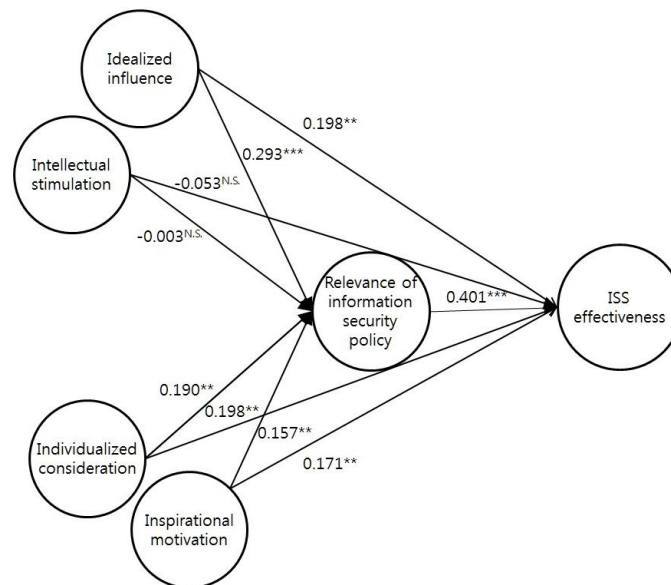 Idealized
influence
0.198**
0.293***
Intellectual
stimulation
-0.053N.S.
-0.003N.S.
Relevance of
information
security
policy
0.401***
ISS
effectiveness
0.190**
0.198**
0.157**
0.171**
Individualized
consideration
Inspirational
motivation